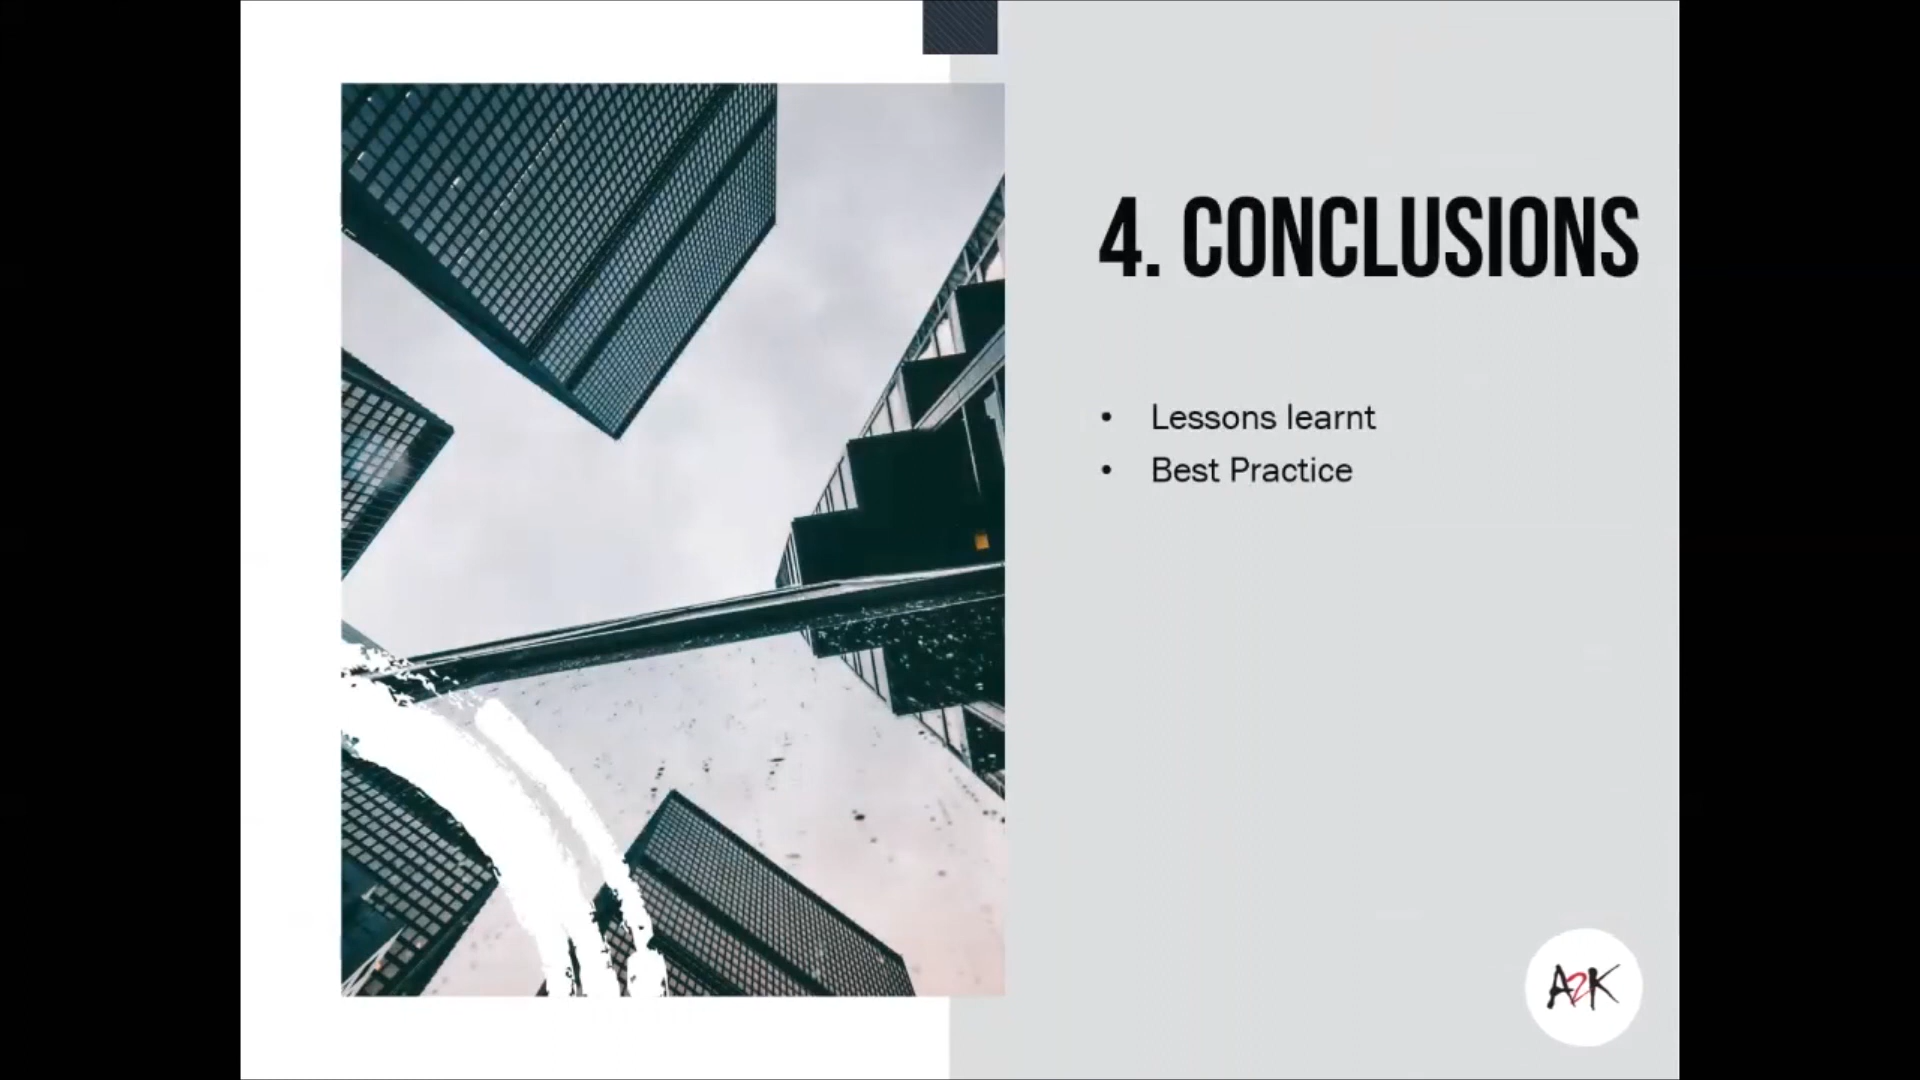 4. CONCLUSIONS
• Lessons learnt
• Best Practice
A2K